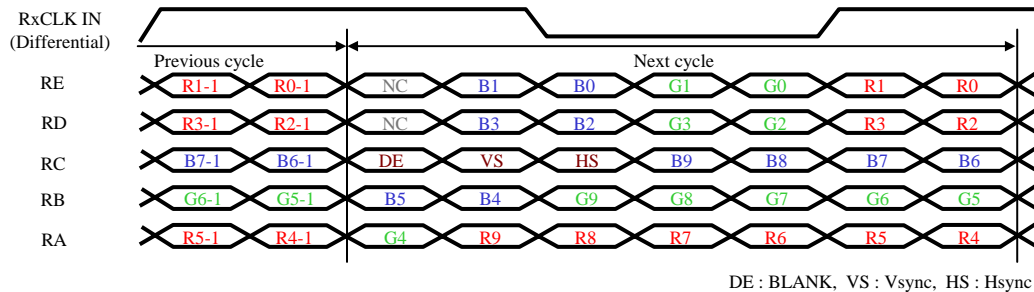 RxCLK IN
(Differential)
Previous cycle Next cycle
RE R1-1 R0-1 NC B1 B0 G1 G0 R1 R0
RD R3-1 R2-1 NC B3 B2 G3 G2 R3 R2
RC B7-1 B6-1 DE VS HS B9 B8 B7 B6
RB G6-1 G5-1 B5 B4 G9 G8 G7 G6 G5
RA R5-1 R4-1 G4 R9 R8 R7 R6 R5 R4
DE : BLANK, VS : Vsync, HS : Hsync